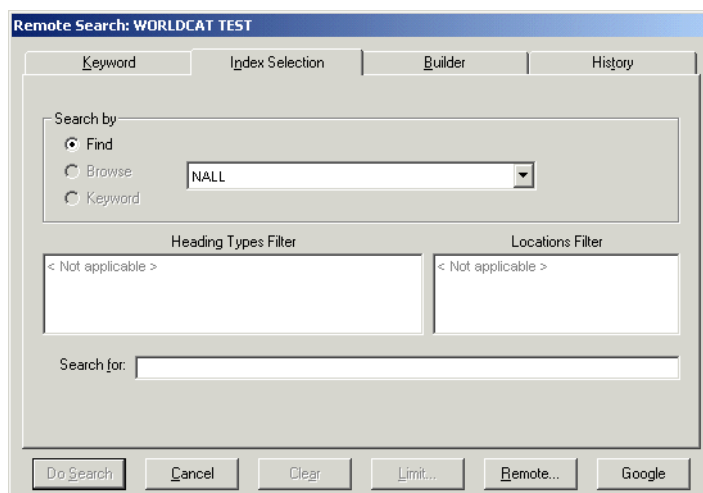 Remote Search: WORLDCAT TEST
Keyword Index Selection Builder History
Search by
Find
Browse
NALL
Keyword
Heading Types Filter Locations Filter
< Not applicable > < Not applicable >
Search for:
Do Search Cancel Clear Limit... Remote... Google